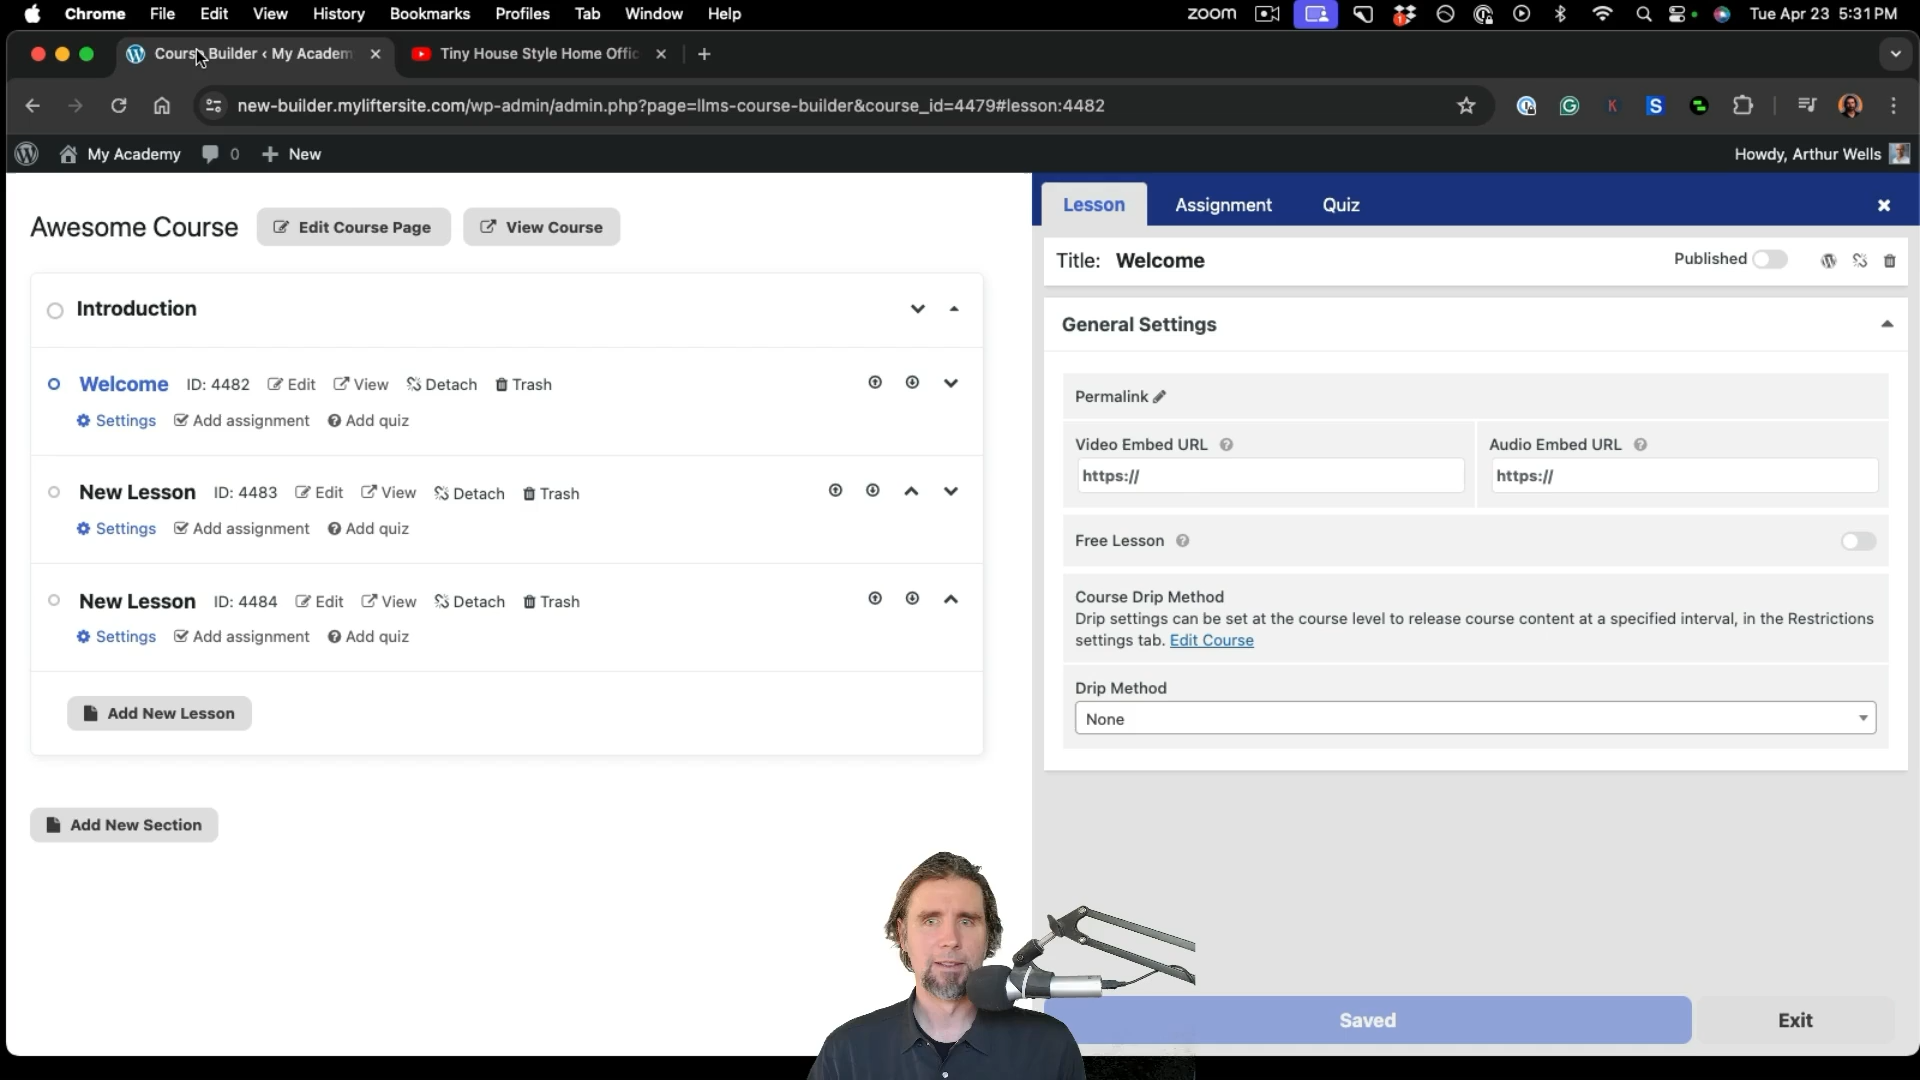 Chrome File Edit View History Bookmarks Profiles Tab Window Help zoom 1 Tue Apr 23 5:31 PM
Course Builder ‹ My Academ Tiny House Style Home Offic
new-builder.myliftersite.com/wp-admin/admin.php?page=llms-course-builder&course_id=4479#lesson:4482
My Academy 0 New Howdy, Arthur Wells
Awesome Course Edit Course Page View Course
Introduction
Welcome ID: 4482 Edit View Detach Trash
Settings Add assignment Add quiz
New Lesson ID: 4483 Edit View Detach Trash
Settings Add assignment Add quiz
New Lesson ID: 4484 Edit View Detach Trash
Settings Add assignment Add quiz
Add New Lesson
Add New Section
Lesson Assignment Quiz
Title: Welcome Published
General Settings
Permalink
Video Embed URL Audio Embed URL
https:// https://
Free Lesson
Course Drip Method
Drip settings can be set at the course level to release course content at a specified interval, in the Restrictions
settings tab. Edit Course
Drip Method
None
Saved Exit